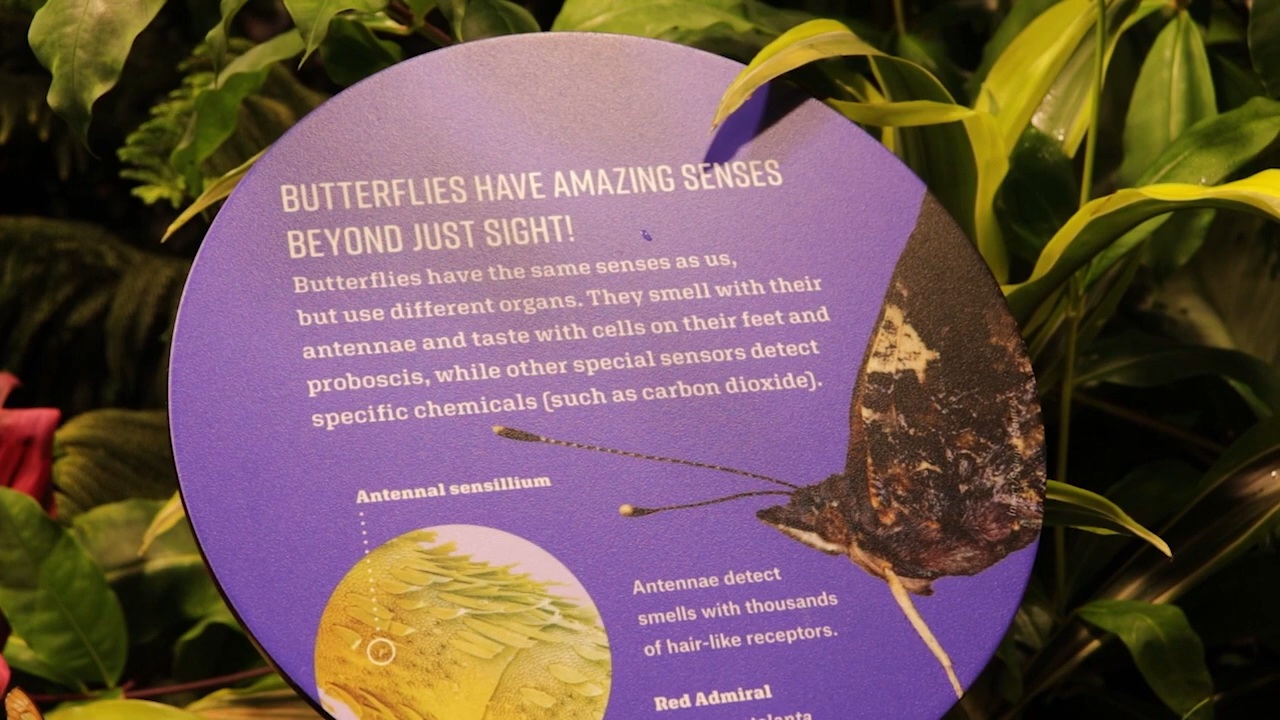 BUTTERFLIES HAVE AMAZING SENSES
BEYOND JUST SIGHT!
Butterflies have the same senses as us,
but use different organs. They smell with their
antennae and taste with cells on their feet and
proboscis, while other special sensors detect
specific chemicals (such as carbon dioxide).
Antennal sensillium
Antennae detect
smells with thousands
of hair-like receptors.
Red Admiral